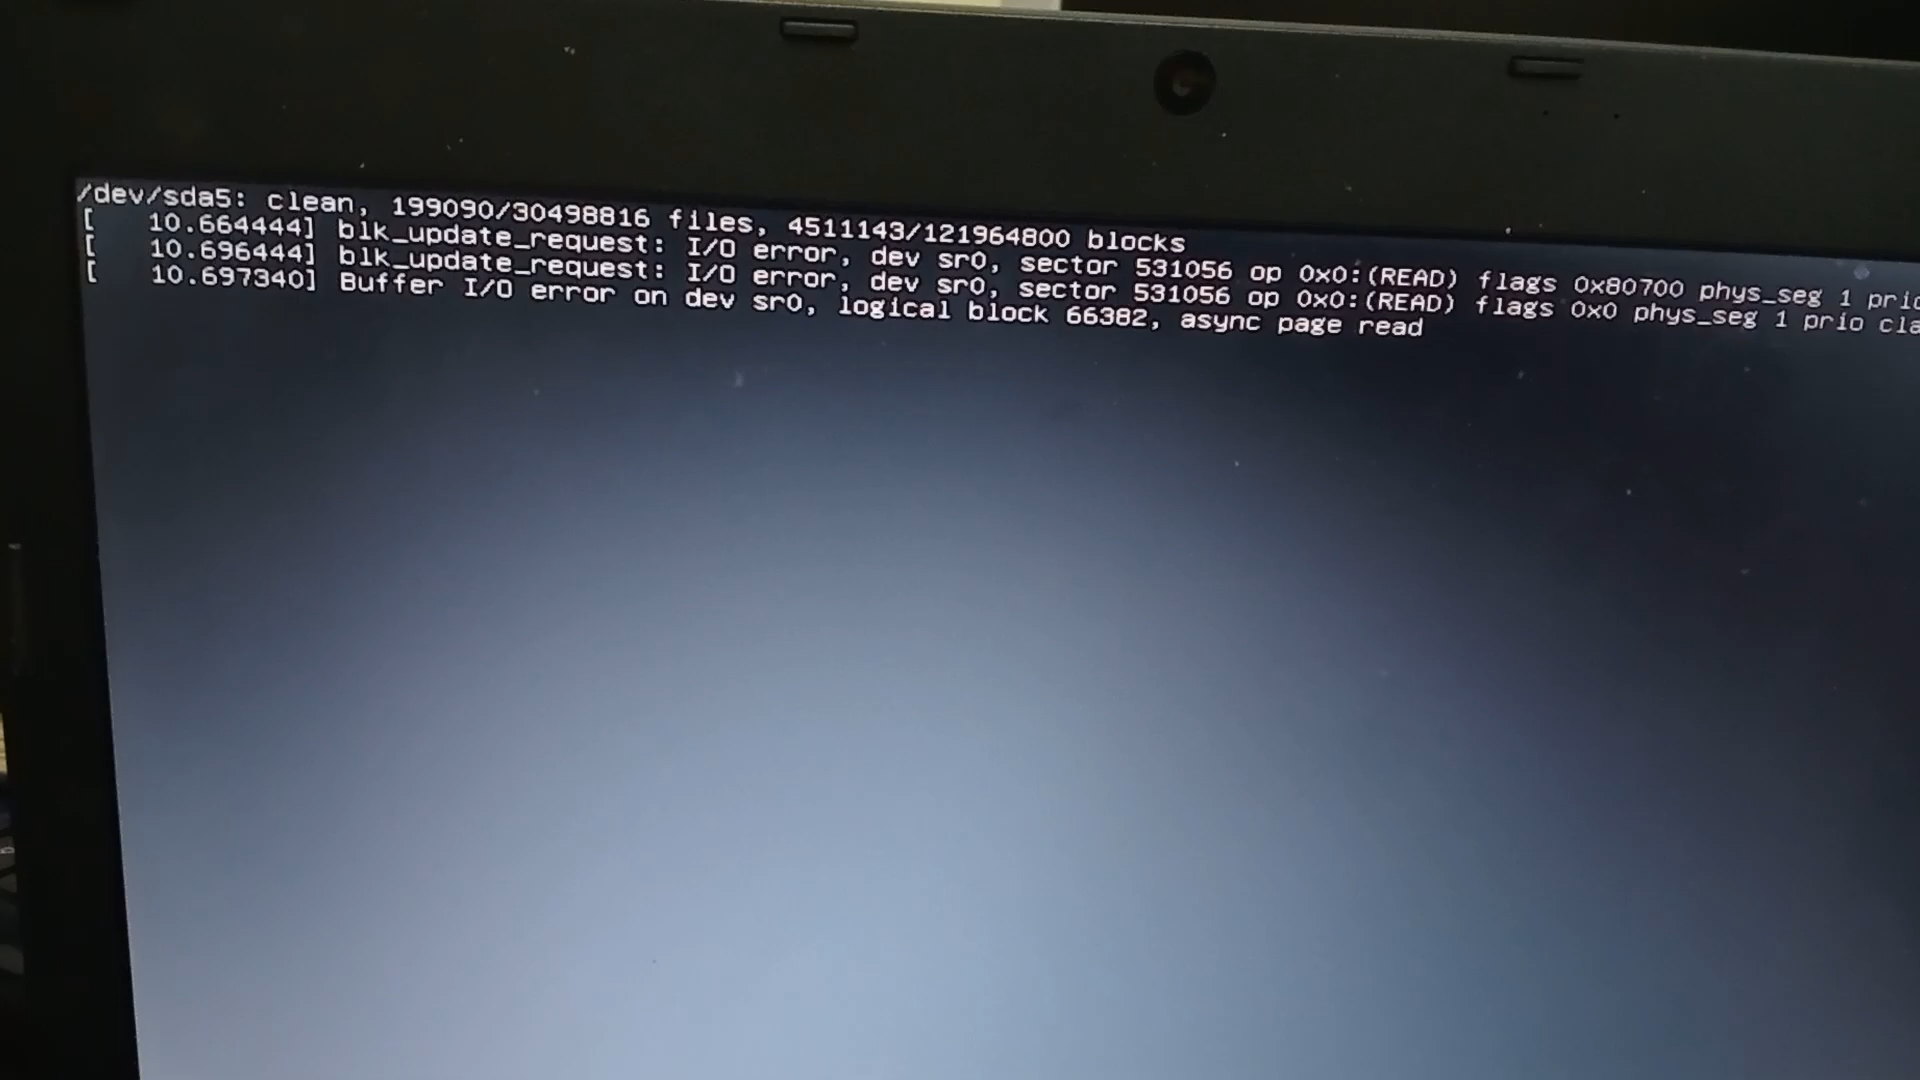 /dev/sda5: clean, 199090/30498816 files, 4511143/121964800 blocks
[   10.664444] blk_update_request: I/O error, dev sr0, sector 531056 op 0x0:(READ) flags 0x80700 phys_seg 1 prio
[   10.696444] blk_update_request: I/O error, dev sr0, sector 531056 op 0x0:(READ) flags 0x0 phys_seg 1 prio cla
[   10.697340] Buffer I/O error on dev sr0, logical block 66382, async page read